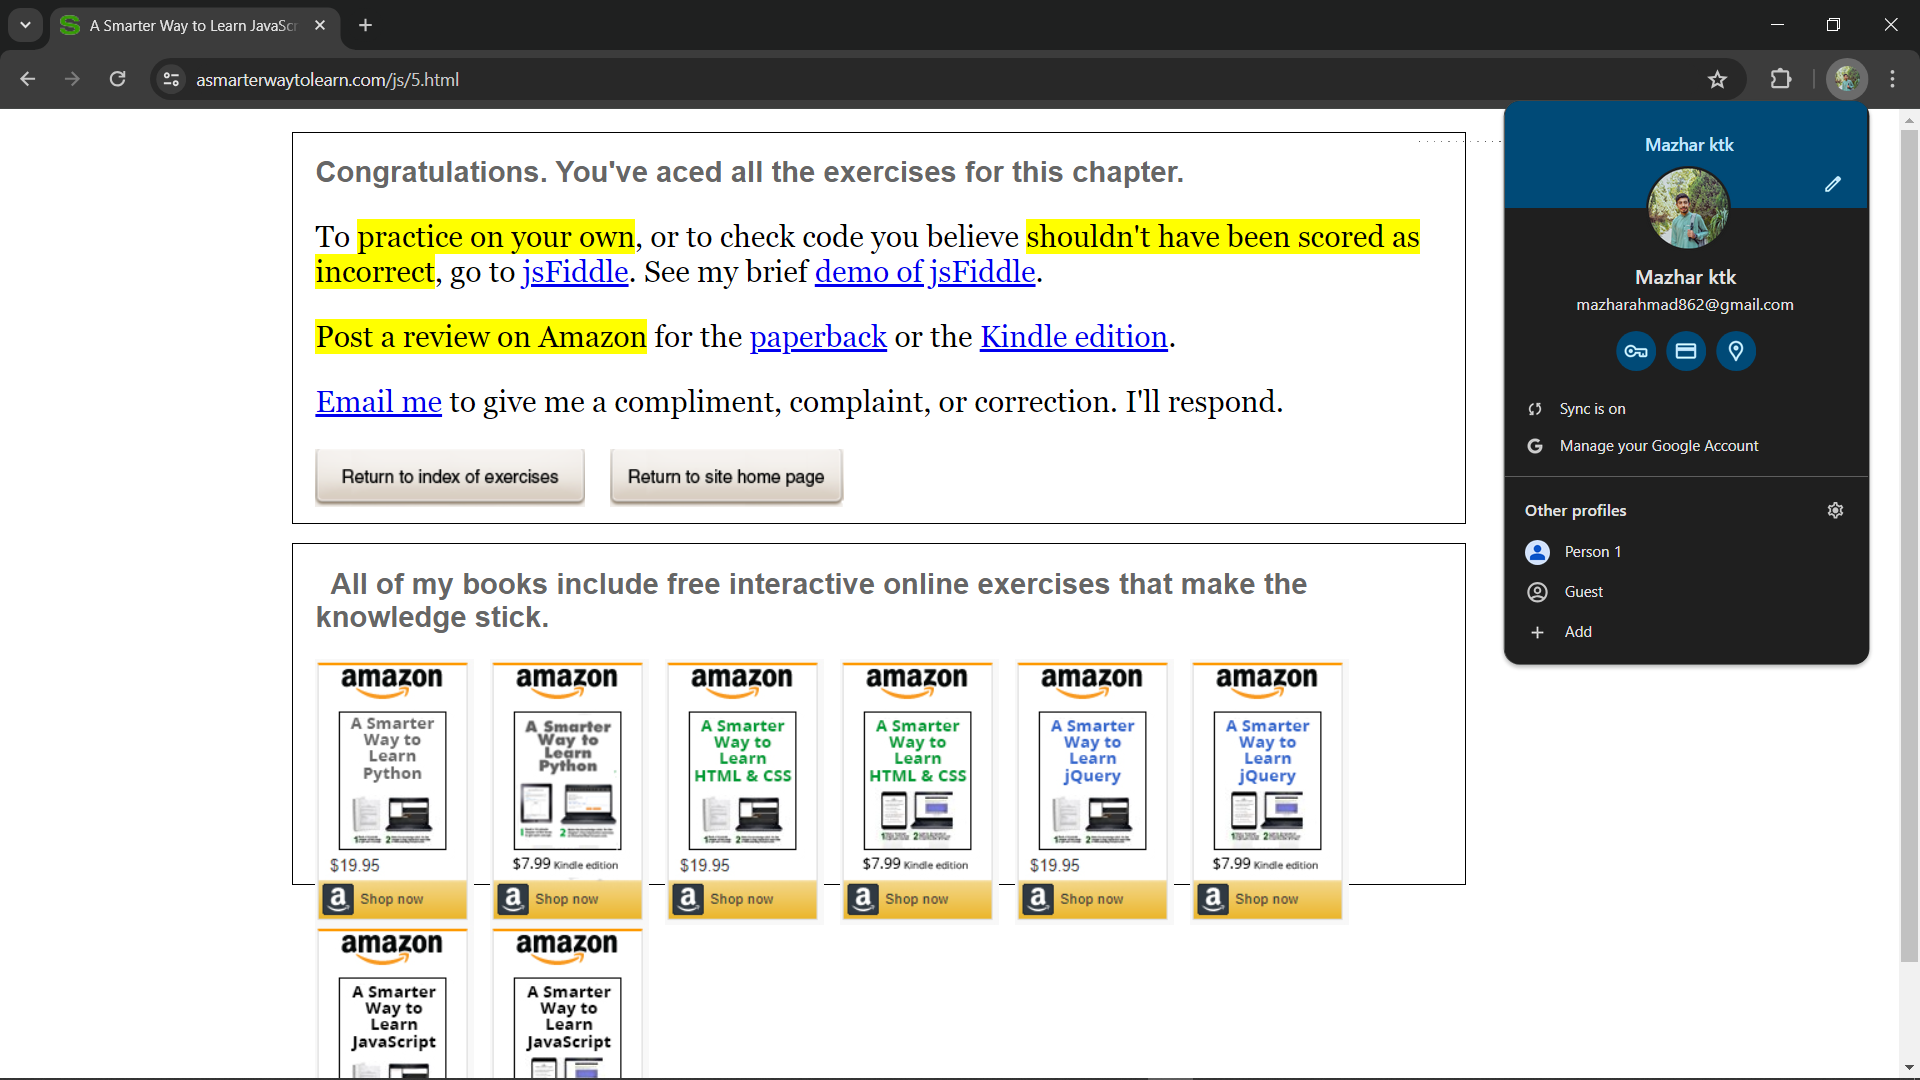 A Smarter Way to Learn JavaScr
asmarterwaytolearn.com/js/5.html
Congratulations. You've aced all the exercises for this chapter.
To practice on your own, or to check code you believe shouldn't have been scored as
incorrect, go to jsFiddle. See my brief demo of jsFiddle.
Post a review on Amazon for the paperback or the Kindle edition.
Email me to give me a compliment, complaint, or correction. I'll respond.
Return to index of exercises Return to site home page
Mazhar ktk
Mazhar ktk
mazharahmad862@gmail.com
Sync is on
G Manage your Google Account
Other profiles
Person 1
Guest
Add
All of my books include free interactive online exercises that make the
knowledge stick.
amazon amazon amazon amazon amazon amazon
A Smarter A Smarter A Smarter A Smarter A Smarter A Smarter
Way to Way to Way to Way to Way to Way to
Learn Learn Learn Learn Learn Learn
Python Python HTML & CSS HTML & CSS jQuery jQuery
$19.95 $7.99 Kindle edition $19.95 $7.99 Kindle edition $19.95 $7.99 Kindle edition
a Shop now a Shop now a Shop now a Shop now a Shop now a Shop now
amazon amazon
A Smarter A Smarter
Way to Way to
Learn Learn
JavaScript JavaScript